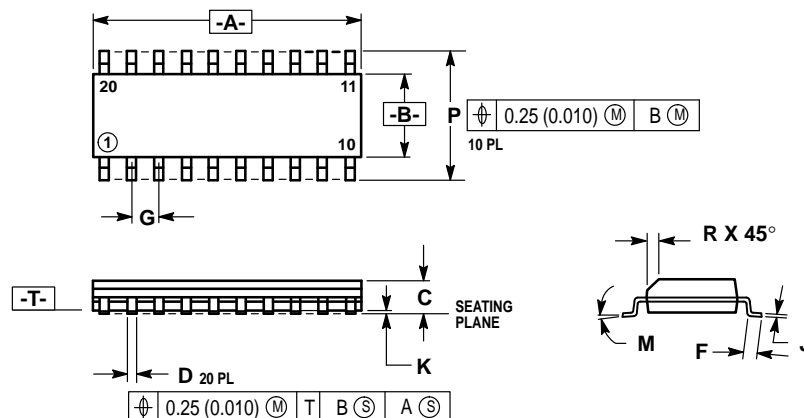 -A-
20
11
-B-
P
⌖ 0.25 (0.010) Ⓜ B Ⓜ
10 PL
①
10
G
R X 45°
-T-
C
SEATING
PLANE
M
F
K
D 20 PL
⌖ 0.25 (0.010) Ⓜ T B Ⓢ A Ⓢ